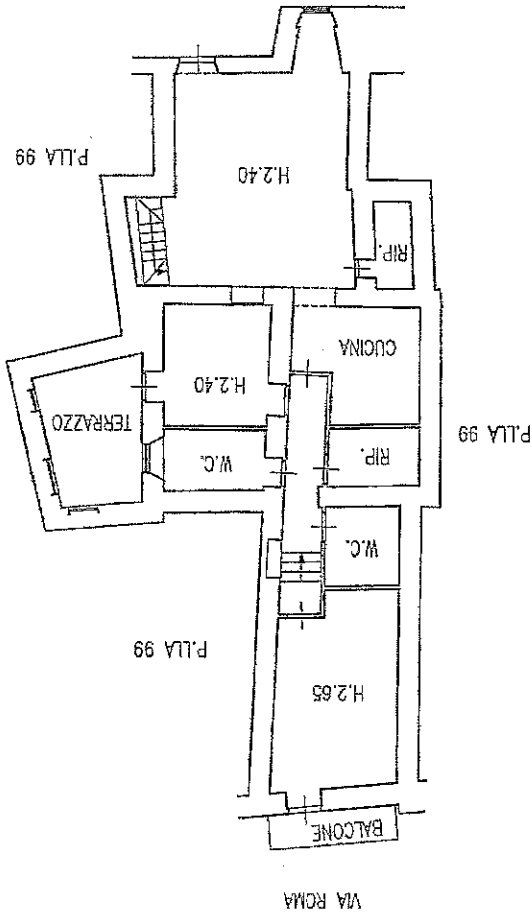 VIA ROMA
BALCONE
H.2.65
P.LLA 99
W.C.
RIP.
W.C.
P.LLA 99
TERRAZZO
H.2.40
CUCINA
RIP.
H.2.40
P.LLA 99